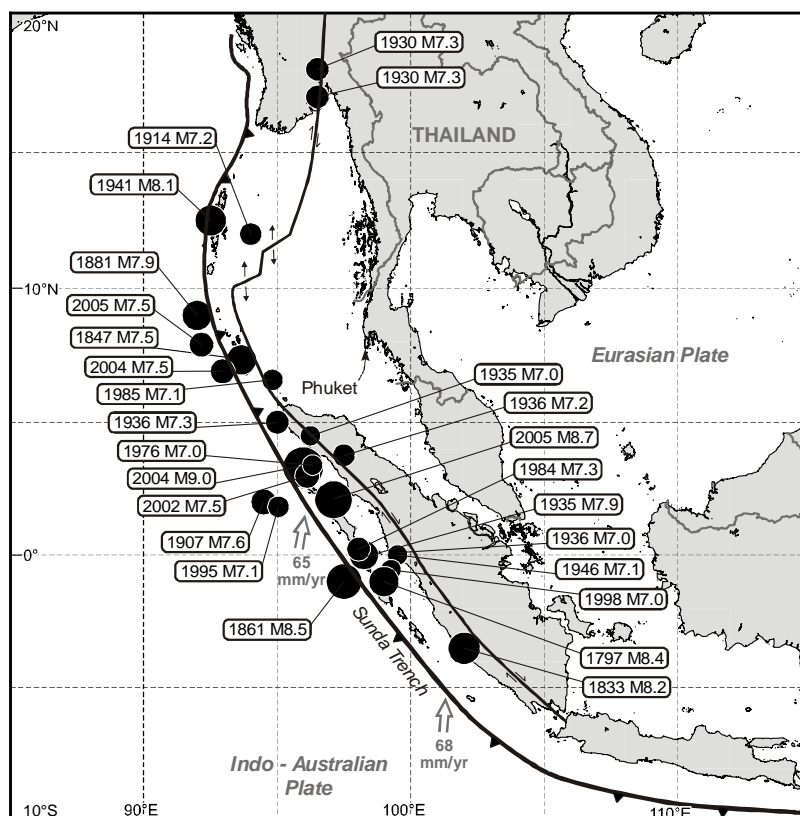 20°N
1930 M7.3
1930 M7.3
THAILAND
1914 M7.2
1941 M8.1
1881 M7.9
10°N
2005 M7.5
1847 M7.5
Eurasian Plate
2004 M7.5
1985 M7.1
Phuket
1935 M7.0
1936 M7.2
1936 M7.3
2005 M8.7
1976 M7.0
1984 M7.3
2004 M9.0
2002 M7.5
1935 M7.9
1907 M7.6
1936 M7.0
0°
1995 M7.1
1946 M7.1
65
mm/yr
1998 M7.0
1861 M8.5
Sunda Trench
1797 M8.4
1833 M8.2
68
mm/yr
Indo - Australian
Plate
10°S
90°E
100°E
110°E